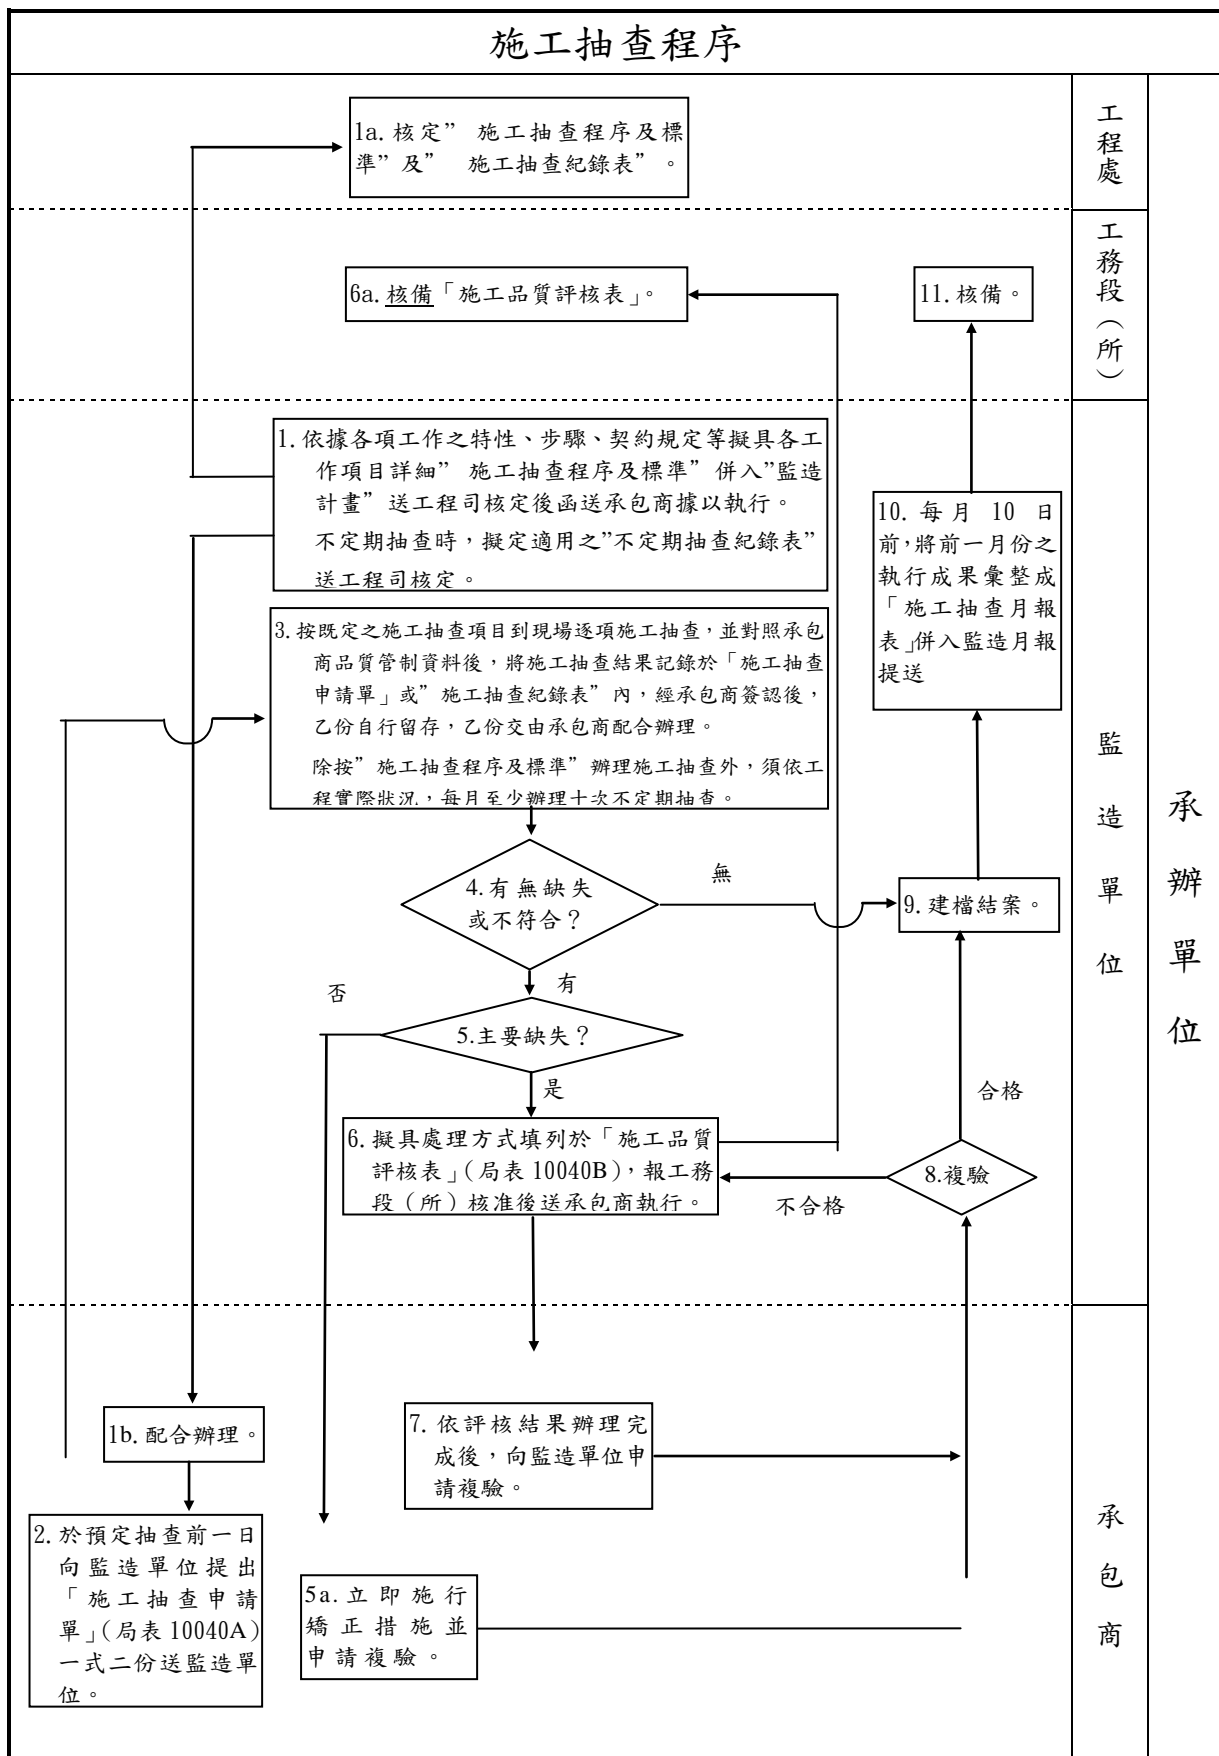 施工抽查程序
1a.核定” 施工抽查程序及標
準”及” 施工抽查紀錄表”。
工程處
6a.核備「施工品質評核表」。
11.核備。
工務段（所）
1.依據各項工作之特性、步驟、契約規定等擬具各工
作項目詳細” 施工抽查程序及標準”併入”監造
計畫”送工程司核定後函送承包商據以執行。
不定期抽查時，擬定適用之”不定期抽查紀錄表”
送工程司核定。
10.每月 10 日
前，將前一月份之
執行成果彙整成
「施工抽查月報
表」併入監造月報
提送
3.按既定之施工抽查項目到現場逐項施工抽查，並對照承包
商品質管制資料後，將施工抽查結果記錄於「施工抽查
申請單」或”施工抽查紀錄表”內，經承包商簽認後，
乙份自行留存，乙份交由承包商配合辦理。
除按”施工抽查程序及標準”辦理施工抽查外，須依工
程實際狀況，每月至少辦理十次不定期抽查。
監造單位
承辦單位
4.有無缺失
或不符合？
無
9.建檔結案。
有
否
5.主要缺失？
是
合格
6.擬具處理方式填列於「施工品質
評核表」(局表 10040B)，報工務
段（所）核准後送承包商執行。
8.複驗
不合格
1b.配合辦理。
7.依評核結果辦理完
成後，向監造單位申
請複驗。
2.於預定抽查前一日
向監造單位提出
「施工抽查申請
單」(局表 10040A)
一式二份送監造單
位。
5a.立即施行
矯正措施並
申請複驗。
承包商